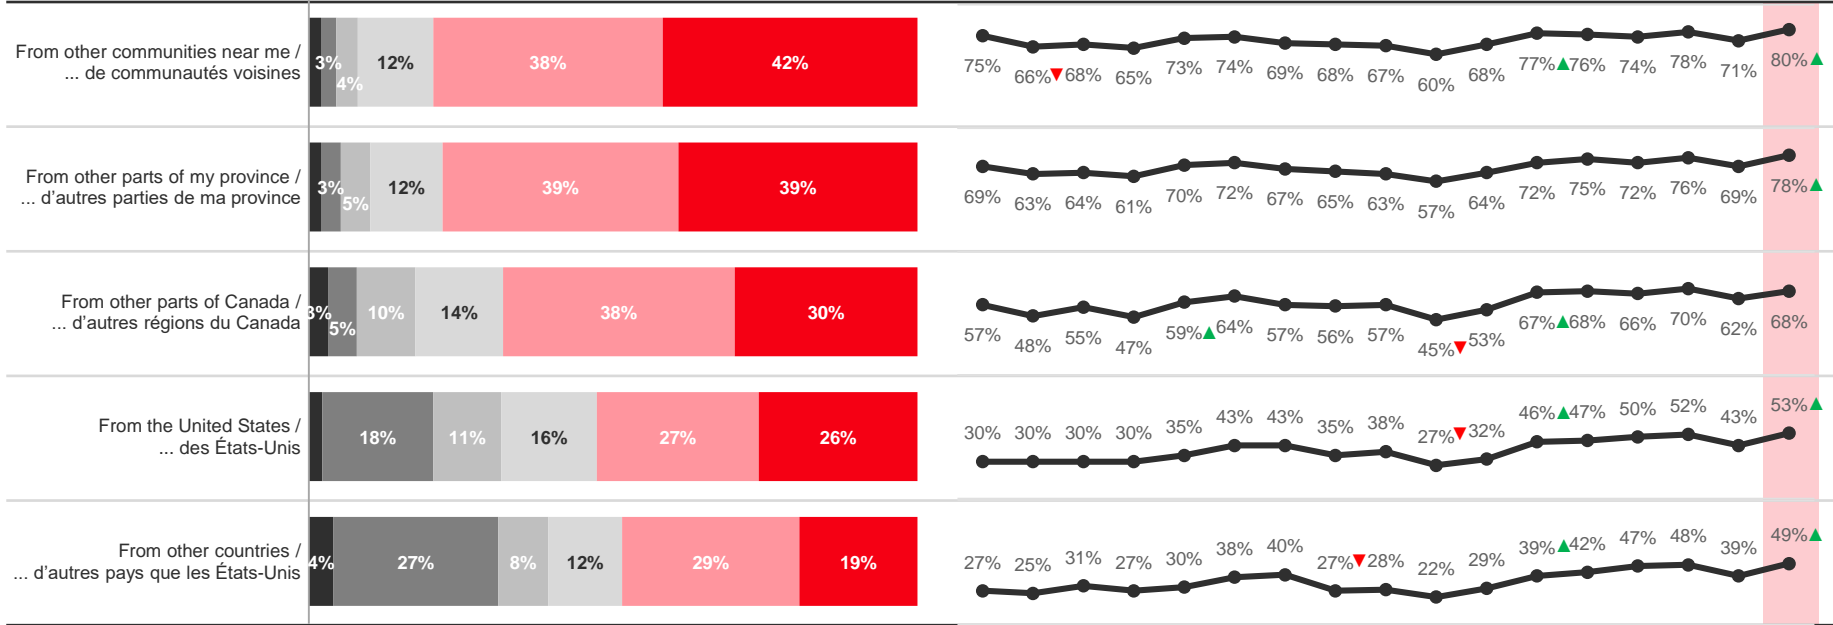 From other communities near me /
... de communautés voisines
3%
4%
12%
38%
42%
75% 66%▼68% 65% 73% 74% 69% 68% 67% 60% 68% 77%▲76% 74% 78% 71% 80%▲
From other parts of my province /
... d’autres parties de ma province
3%
5%
12%
39%
39%
69% 63% 64% 61% 70% 72% 67% 65% 63% 57% 64% 72% 75% 72% 76% 69% 78%▲
From other parts of Canada /
... d’autres régions du Canada
3%
5%
10%
14%
38%
30%
57% 48% 55% 47% 59%▲64% 57% 56% 57% 45%▼53% 67%▲68% 66% 70% 62% 68%
From the United States /
... des États-Unis
18%
11%
16%
27%
26%
30% 30% 30% 30% 35% 43% 43% 35% 38% 27%▼32% 46%▲47% 50% 52% 43% 53%▲
From other countries /
... d’autres pays que les États-Unis
4%
27%
8%
12%
29%
19%
27% 25% 31% 27% 30% 38% 40% 27%▼28% 22% 29% 39%▲42% 47% 48% 39% 49%▲